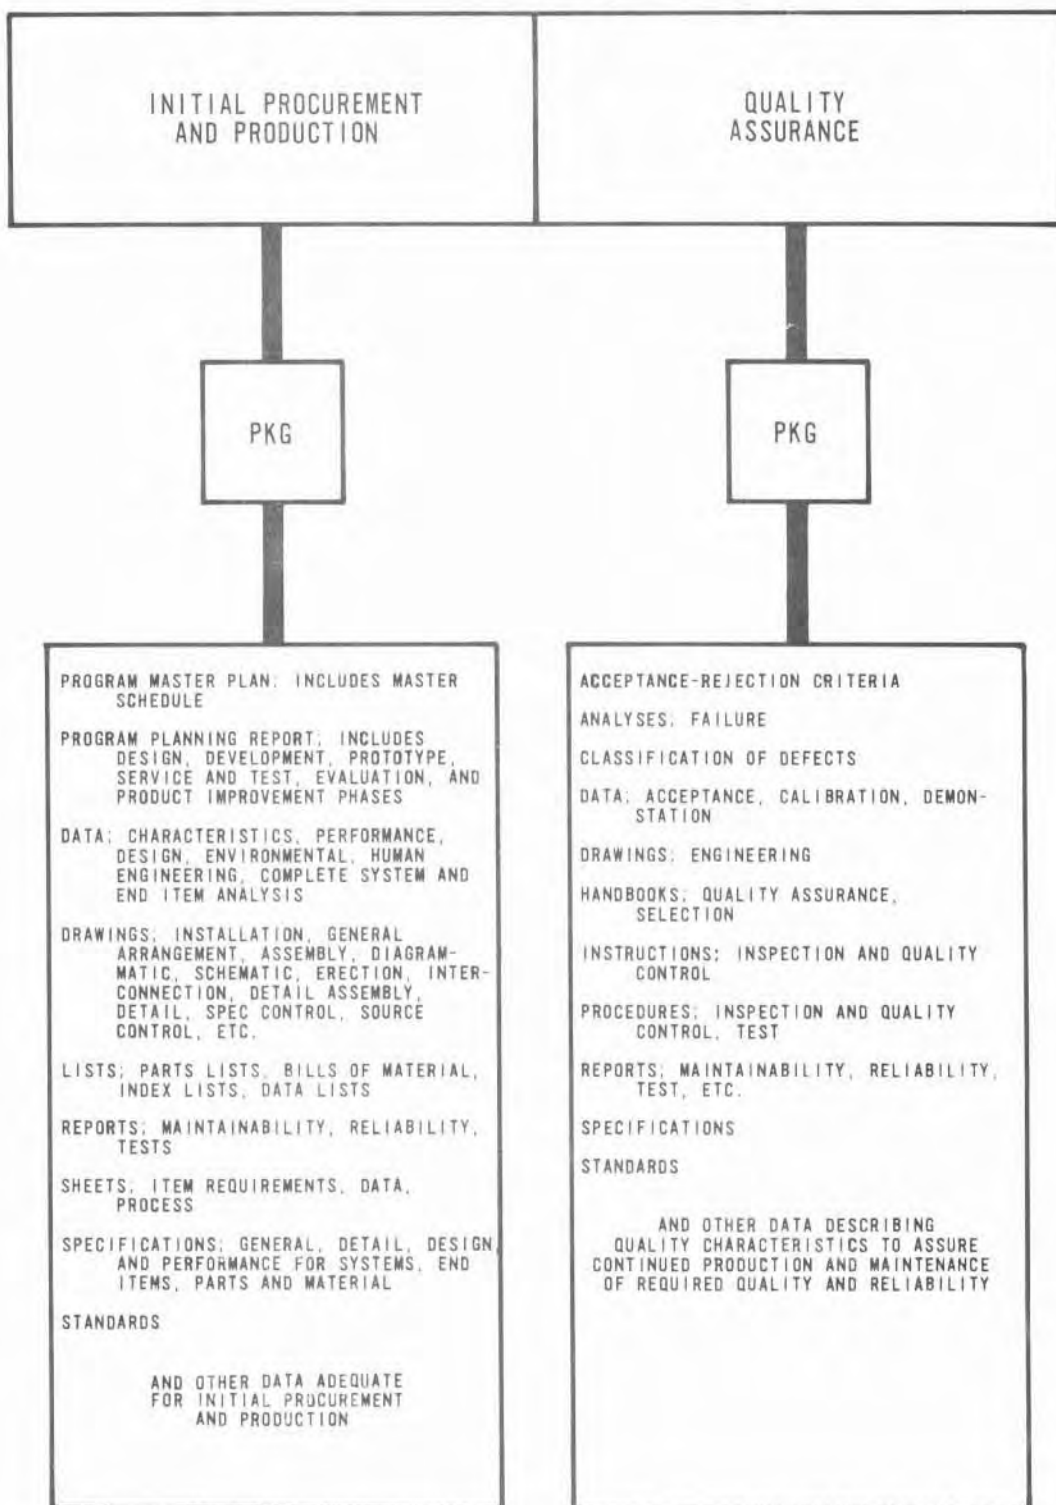 INITIAL PROCUREMENT
AND PRODUCTION
QUALITY
ASSURANCE
PKG
PKG
PROGRAM MASTER PLAN; INCLUDES MASTER
SCHEDULE
PROGRAM PLANNING REPORT; INCLUDES
DESIGN, DEVELOPMENT, PROTOTYPE,
SERVICE AND TEST, EVALUATION, AND
PRODUCT IMPROVEMENT PHASES
DATA; CHARACTERISTICS, PERFORMANCE,
DESIGN, ENVIRONMENTAL, HUMAN
ENGINEERING, COMPLETE SYSTEM AND
END ITEM ANALYSIS
DRAWINGS; INSTALLATION, GENERAL
ARRANGEMENT, ASSEMBLY, DIAGRAM-
MATIC, SCHEMATIC, ERECTION, INTER-
CONNECTION, DETAIL ASSEMBLY,
DETAIL, SPEC CONTROL, SOURCE
CONTROL, ETC.
LISTS; PARTS LISTS, BILLS OF MATERIAL,
INDEX LISTS, DATA LISTS
REPORTS; MAINTAINABILITY, RELIABILITY,
TESTS
SHEETS; ITEM REQUIREMENTS, DATA,
PROCESS
SPECIFICATIONS; GENERAL, DETAIL, DESIGN,
AND PERFORMANCE FOR SYSTEMS, END
ITEMS, PARTS AND MATERIAL
STANDARDS
AND OTHER DATA ADEQUATE
FOR INITIAL PROCUREMENT
AND PRODUCTION
ACCEPTANCE-REJECTION CRITERIA
ANALYSES; FAILURE
CLASSIFICATION OF DEFECTS
DATA; ACCEPTANCE, CALIBRATION, DEMON-
STATION
DRAWINGS; ENGINEERING
HANDBOOKS; QUALITY ASSURANCE,
SELECTION
INSTRUCTIONS; INSPECTION AND QUALITY
CONTROL
PROCEDURES; INSPECTION AND QUALITY
CONTROL, TEST
REPORTS; MAINTAINABILITY, RELIABILITY,
TEST, ETC.
SPECIFICATIONS
STANDARDS
AND OTHER DATA DESCRIBING
QUALITY CHARACTERISTICS TO ASSURE
CONTINUED PRODUCTION AND MAINTENANCE
OF REQUIRED QUALITY AND RELIABILITY